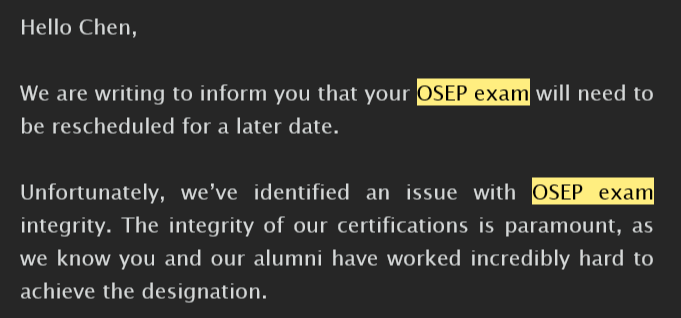 Hello Chen,
We are writing to inform you that your OSEP exam will need to
be rescheduled for a later date.
Unfortunately, we’ve identified an issue with OSEP exam
integrity. The integrity of our certifications is paramount, as
we know you and our alumni have worked incredibly hard to
achieve the designation.